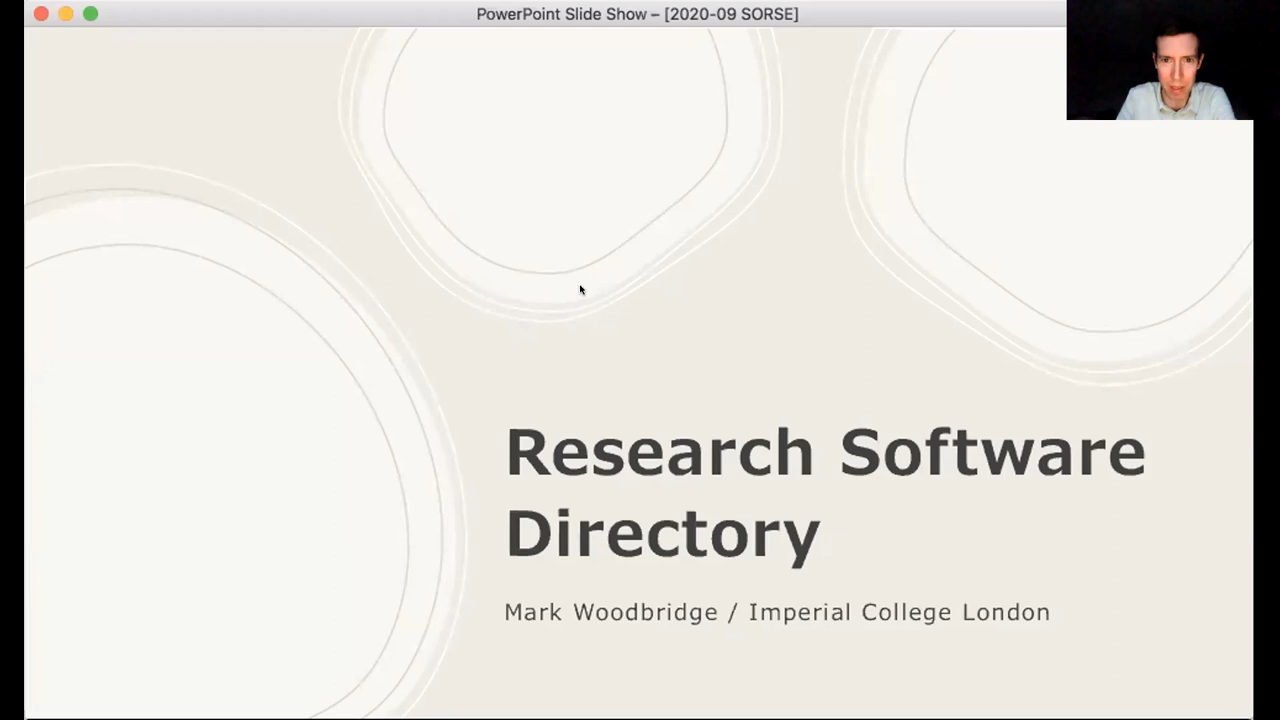 PowerPoint Slide Show – [2020-09 SORSE]
Research Software
Directory
Mark Woodbridge / Imperial College London